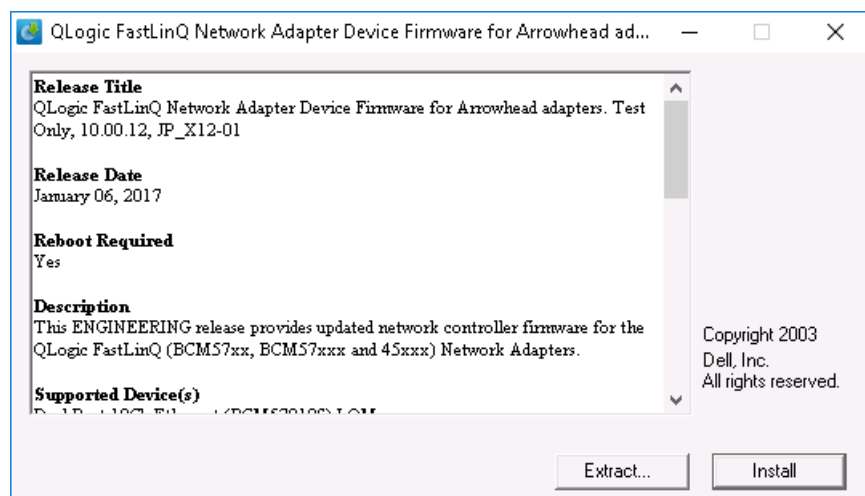 QLogic FastLinQ Network Adapter Device Firmware for Arrowhead ad...
Release Title
QLogic FastLinQ Network Adapter Device Firmware for Arrowhead adapters. Test
Only, 10.00.12, JP_X12-01
Release Date
January 06, 2017
Reboot Required
Yes
Description
This ENGINEERING release provides updated network controller firmware for the
QLogic FastLinQ (BCM57xx, BCM57xxx and 45xxx) Network Adapters.
Supported Device(s)
Copyright 2003
Dell, Inc.
All rights reserved.
Extract...
Install